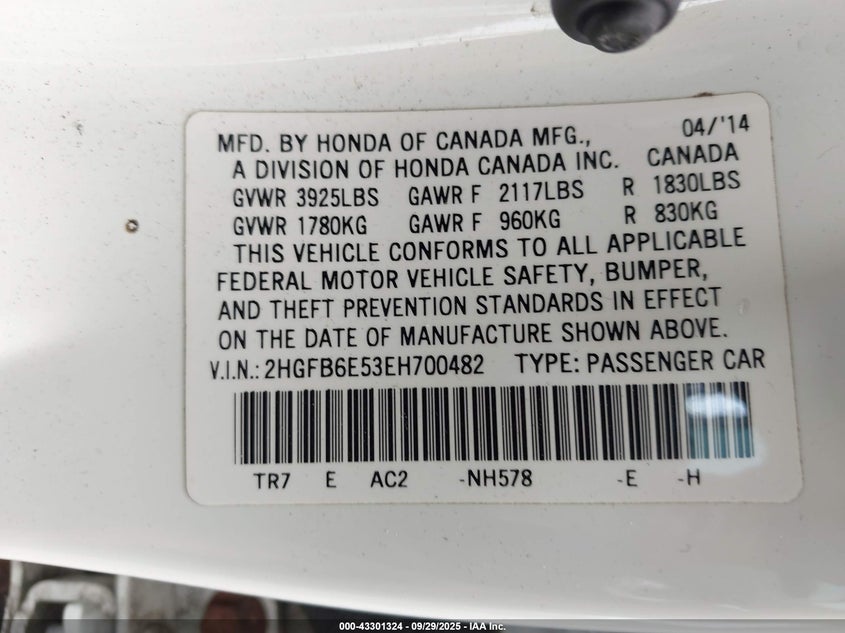 MFD. BY HONDA OF CANADA MFG., 04/'14
A DIVISION OF HONDA CANADA INC. CANADA
GVWR 3925LBS GAWR F 2117LBS R 1830LBS
GVWR 1780KG GAWR F 960KG R 830KG
THIS VEHICLE CONFORMS TO ALL APPLICABLE
FEDERAL MOTOR VEHICLE SAFETY, BUMPER,
AND THEFT PREVENTION STANDARDS IN EFFECT
ON THE DATE OF MANUFACTURE SHOWN ABOVE.
V.I.N.: 2HGFB6E53EH700482 TYPE: PASSENGER CAR
TR7 E AC2 -NH578 -E -H
000-43301324 - 09/29/2025 - IAA Inc.